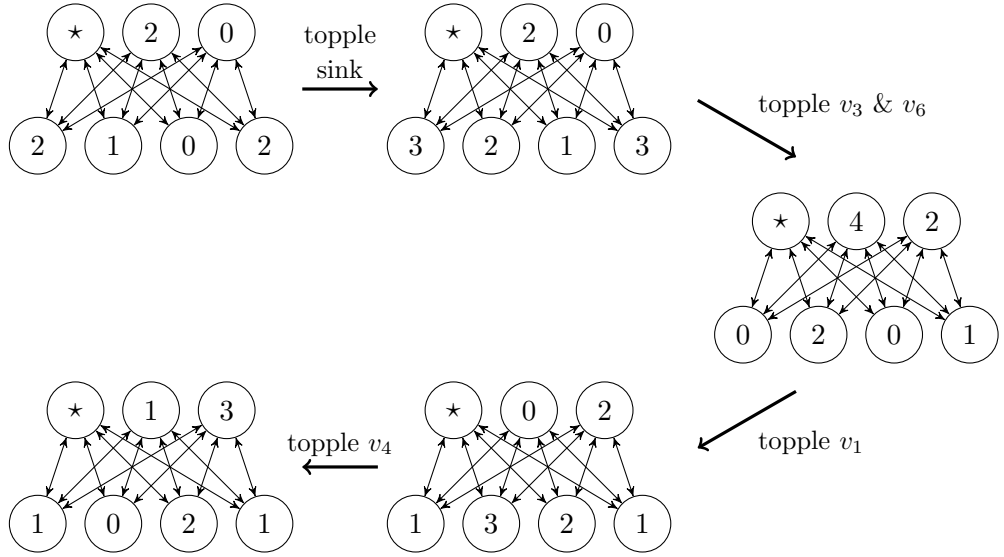 ⋆ 2 0
2 1 0 2
topple
sink
⋆ 2 0
3 2 1 3
topple v₃ & v₆
⋆ 4 2
0 2 0 1
topple v₁
⋆ 0 2
1 3 2 1
topple v₄
⋆ 1 3
1 0 2 1